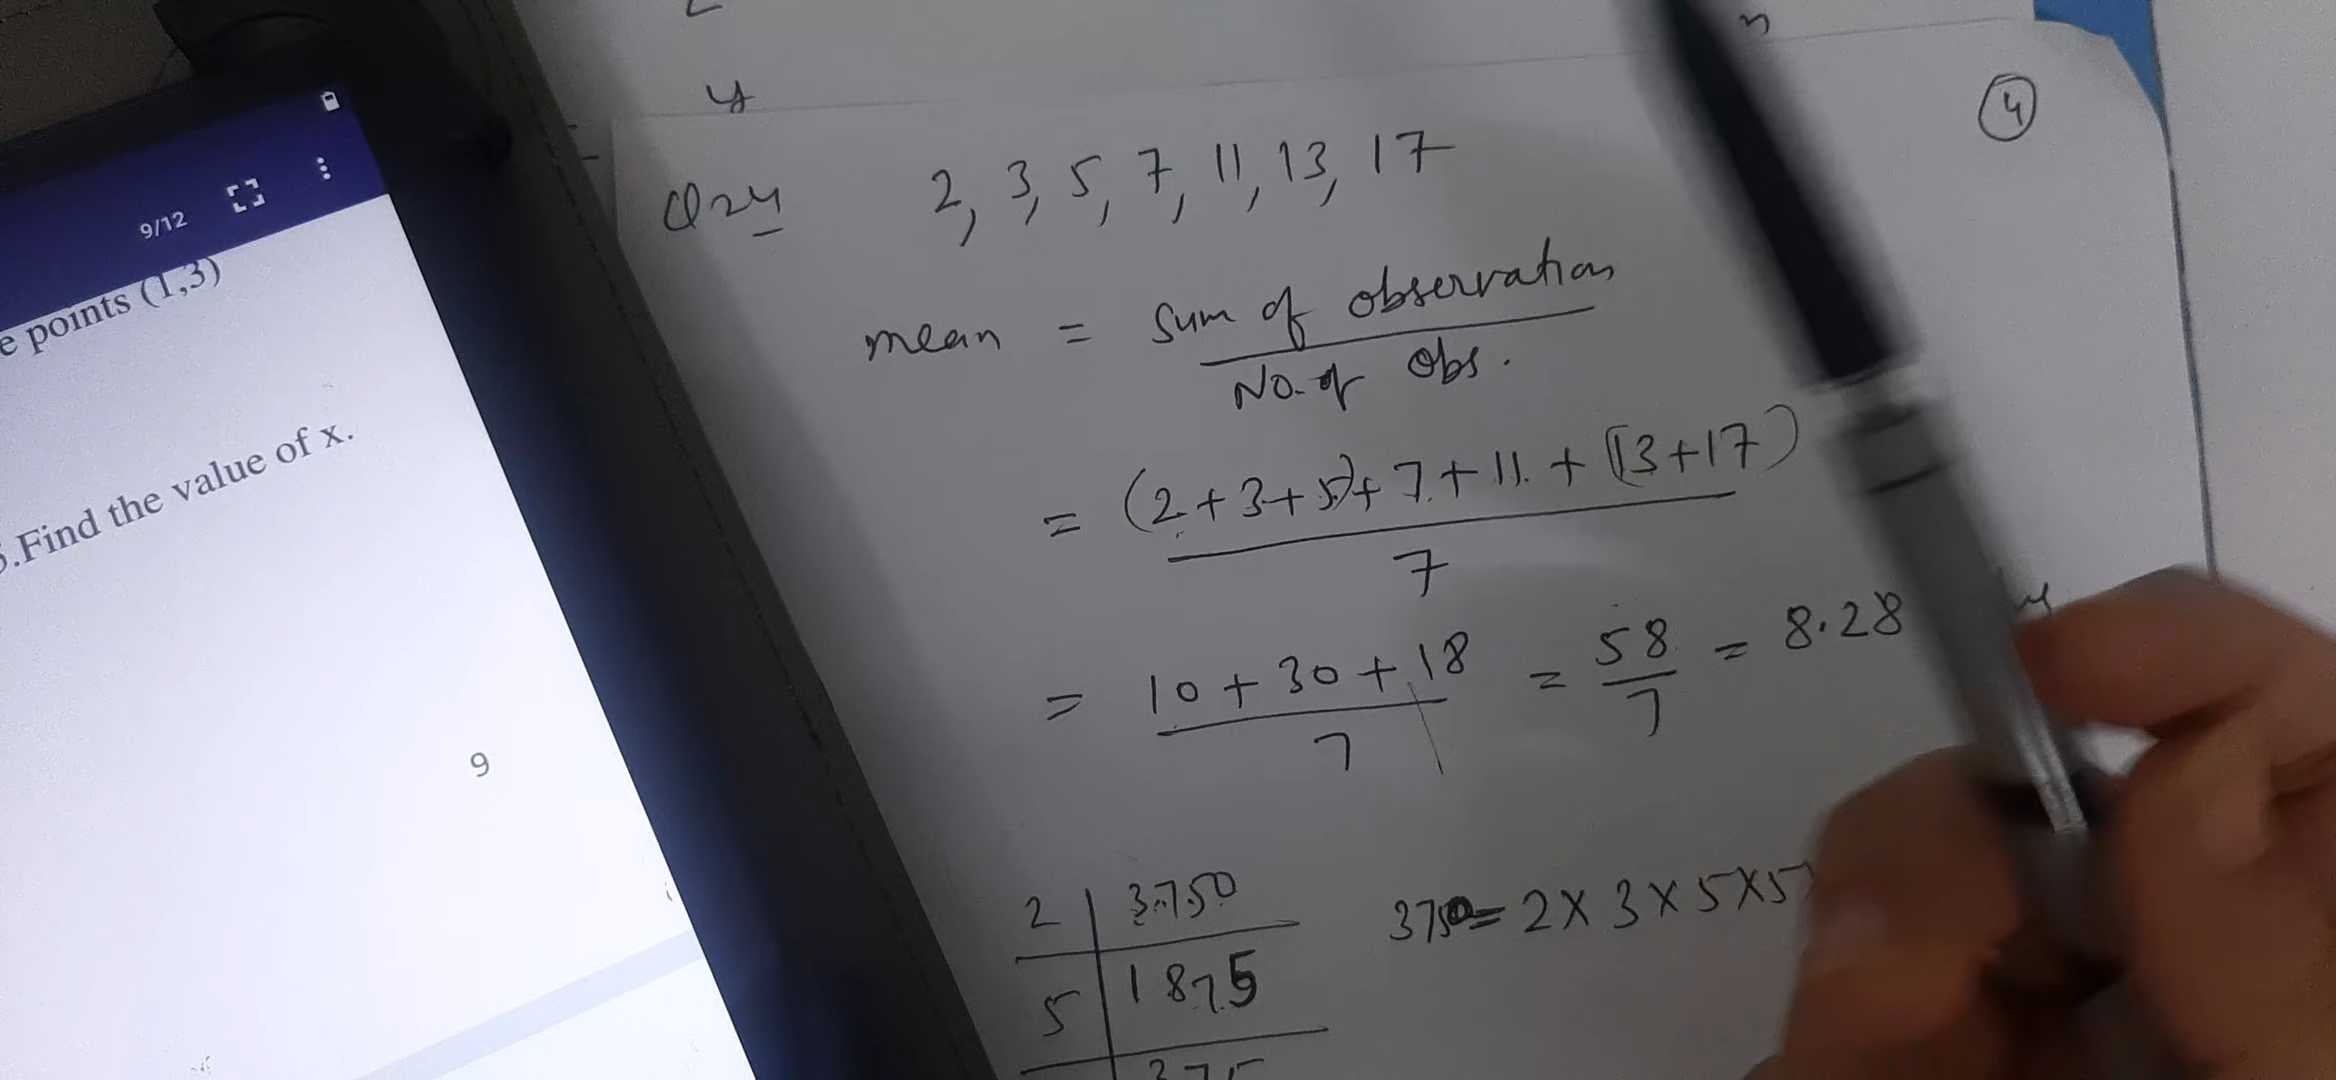 9/12
e points (1,3)
.Find the value of x.
9
y
4
Q24 2, 3, 5, 7, 11, 13, 17
mean = Sum of observation
No. of obs.
= (2+3+5)+7+11+(13+17)
7
= 10+30+18 = 58 = 8.28
7 7
2 3750 3750= 2×3×5×5
5 1875
375